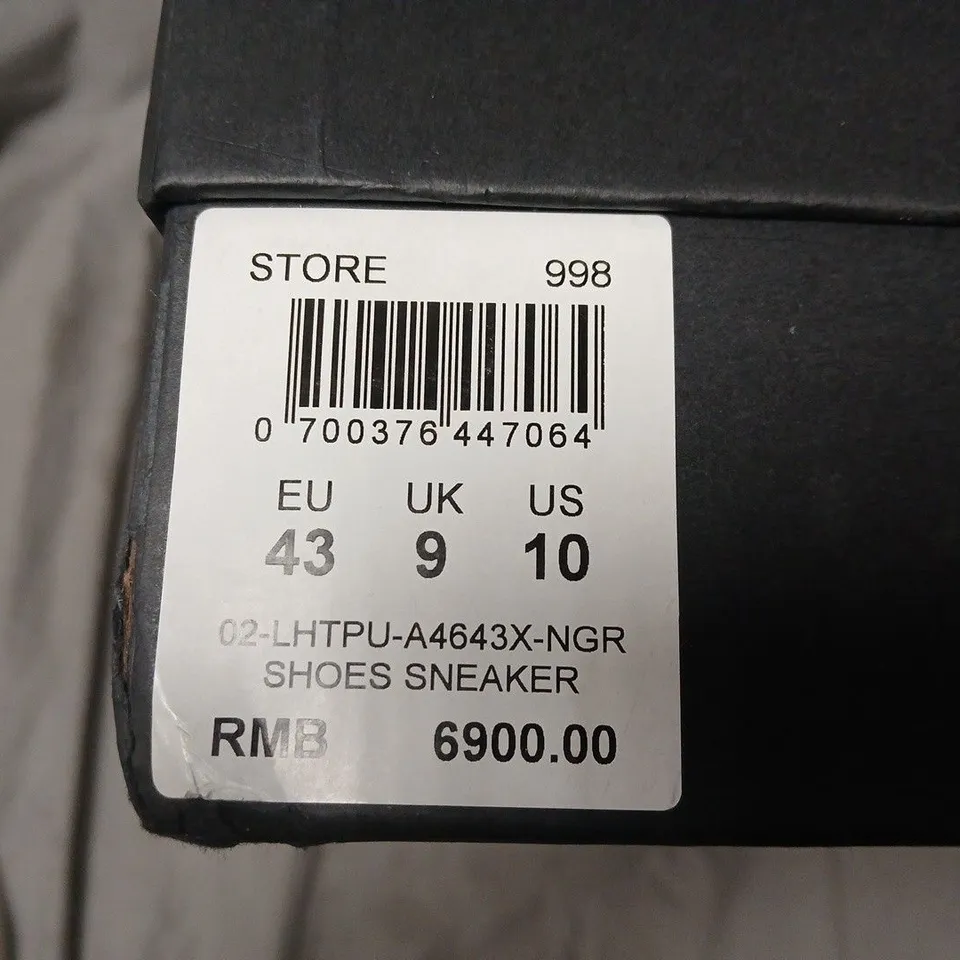 STORE 998
0 700376 447064
EU UK US
43 9 10
02-LHTPU-A4643X-NGR
SHOES SNEAKER
RMB 6900.00